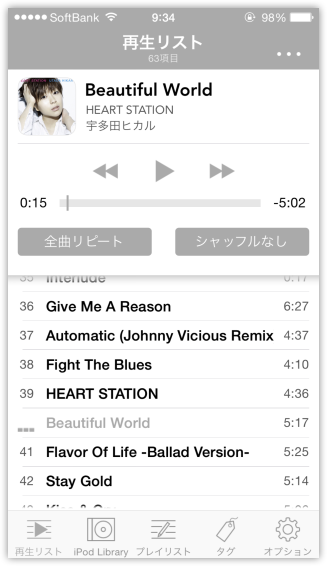 SoftBank 9:34 98%
再生リスト
63項目
Beautiful World
HEART STATION
宇多田ヒカル
0:15 -5:02
全曲リピート シャッフルなし
35 Interlude 0:17
36 Give Me A Reason 6:27
37 Automatic (Johnny Vicious Remix 4:37
38 Fight The Blues 4:10
39 HEART STATION 4:36
Beautiful World 5:17
41 Flavor Of Life -Ballad Version- 5:25
42 Stay Gold 5:14
再生リスト iPod Library プレイリスト タグ オプション